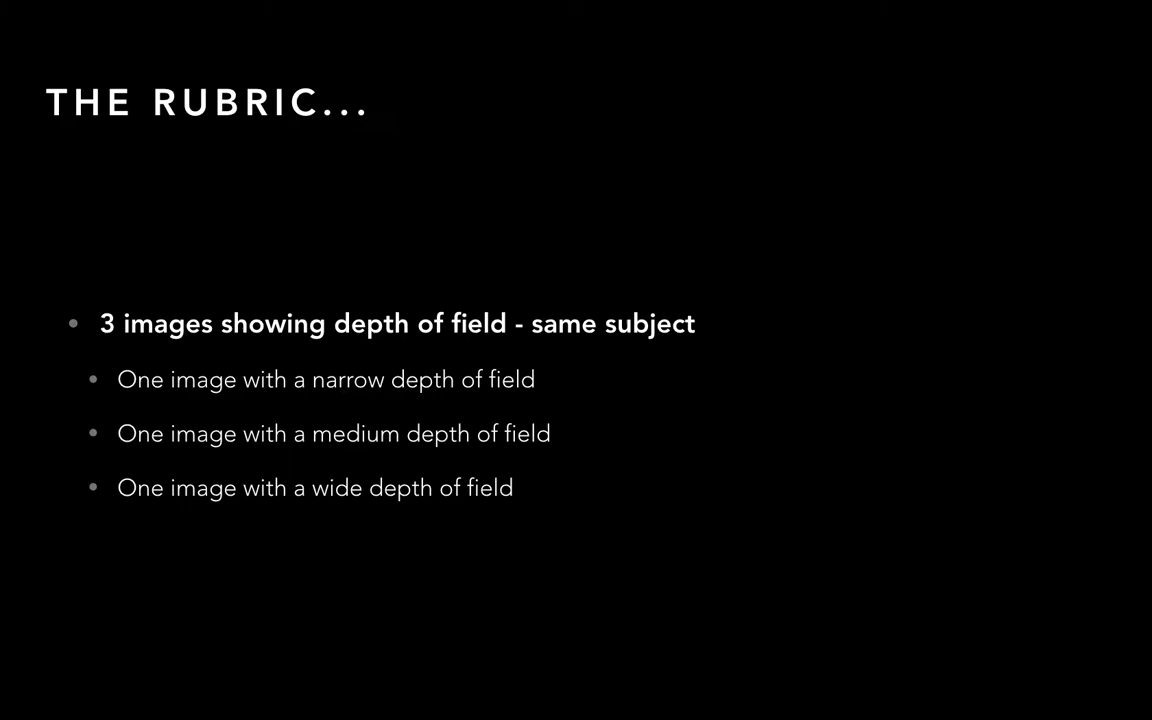 THE RUBRIC...
• 3 images showing depth of field - same subject
• One image with a narrow depth of field
• One image with a medium depth of field
• One image with a wide depth of field